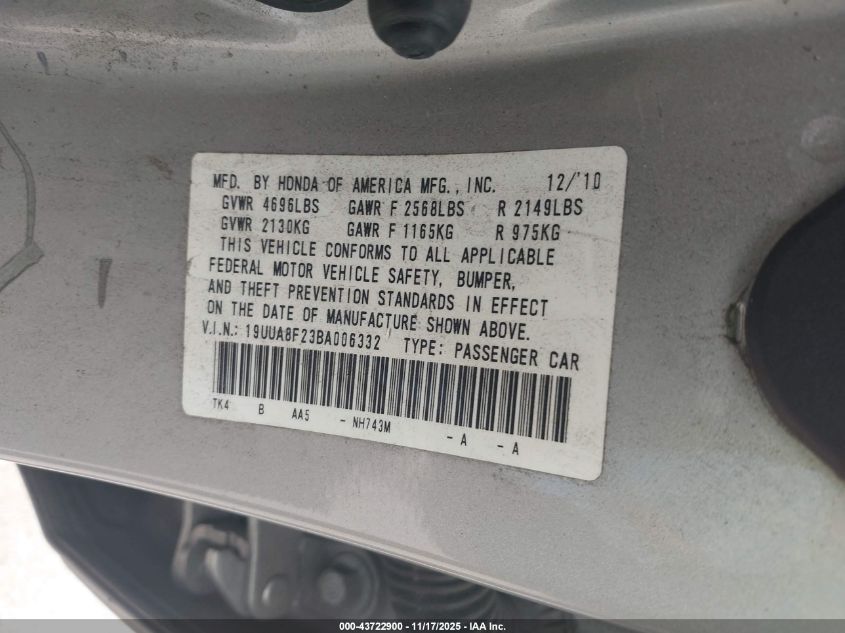 MFD. BY HONDA OF AMERICA MFG., INC. 12/'10
GVWR 4696LBS GAWR F 2568LBS R 2149LBS
GVWR 2130KG GAWR F 1165KG R 975KG
THIS VEHICLE CONFORMS TO ALL APPLICABLE
FEDERAL MOTOR VEHICLE SAFETY, BUMPER,
AND THEFT PREVENTION STANDARDS IN EFFECT
ON THE DATE OF MANUFACTURE SHOWN ABOVE.
V.I.N.: 19UUA8F23BA006332 TYPE: PASSENGER CAR
TK4 B AA5 - NH743M - A - A
000-43722900 - 11/17/2025 - IAA Inc.